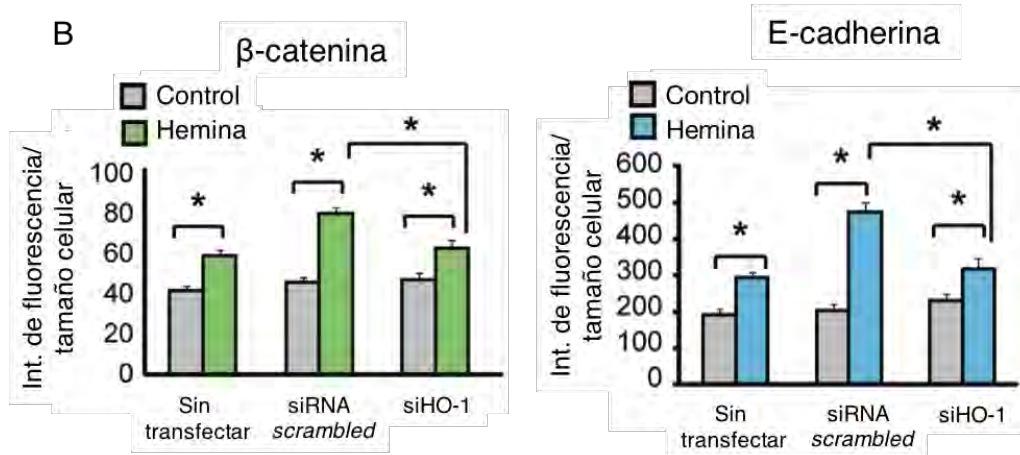 B
β-catenina
Control
Hemina
*
*
*
*
Int. de fluorescencia/
tamaño celular
100
80
60
40
20
0
Sin
transfectar
siRNA
scrambled
siHO-1
E-cadherina
Control
Hemina
*
*
*
*
Int. de fluorescencia/
tamaño celular
600
500
400
300
200
100
0
Sin
transfectar
siRNA
scrambled
siHO-1